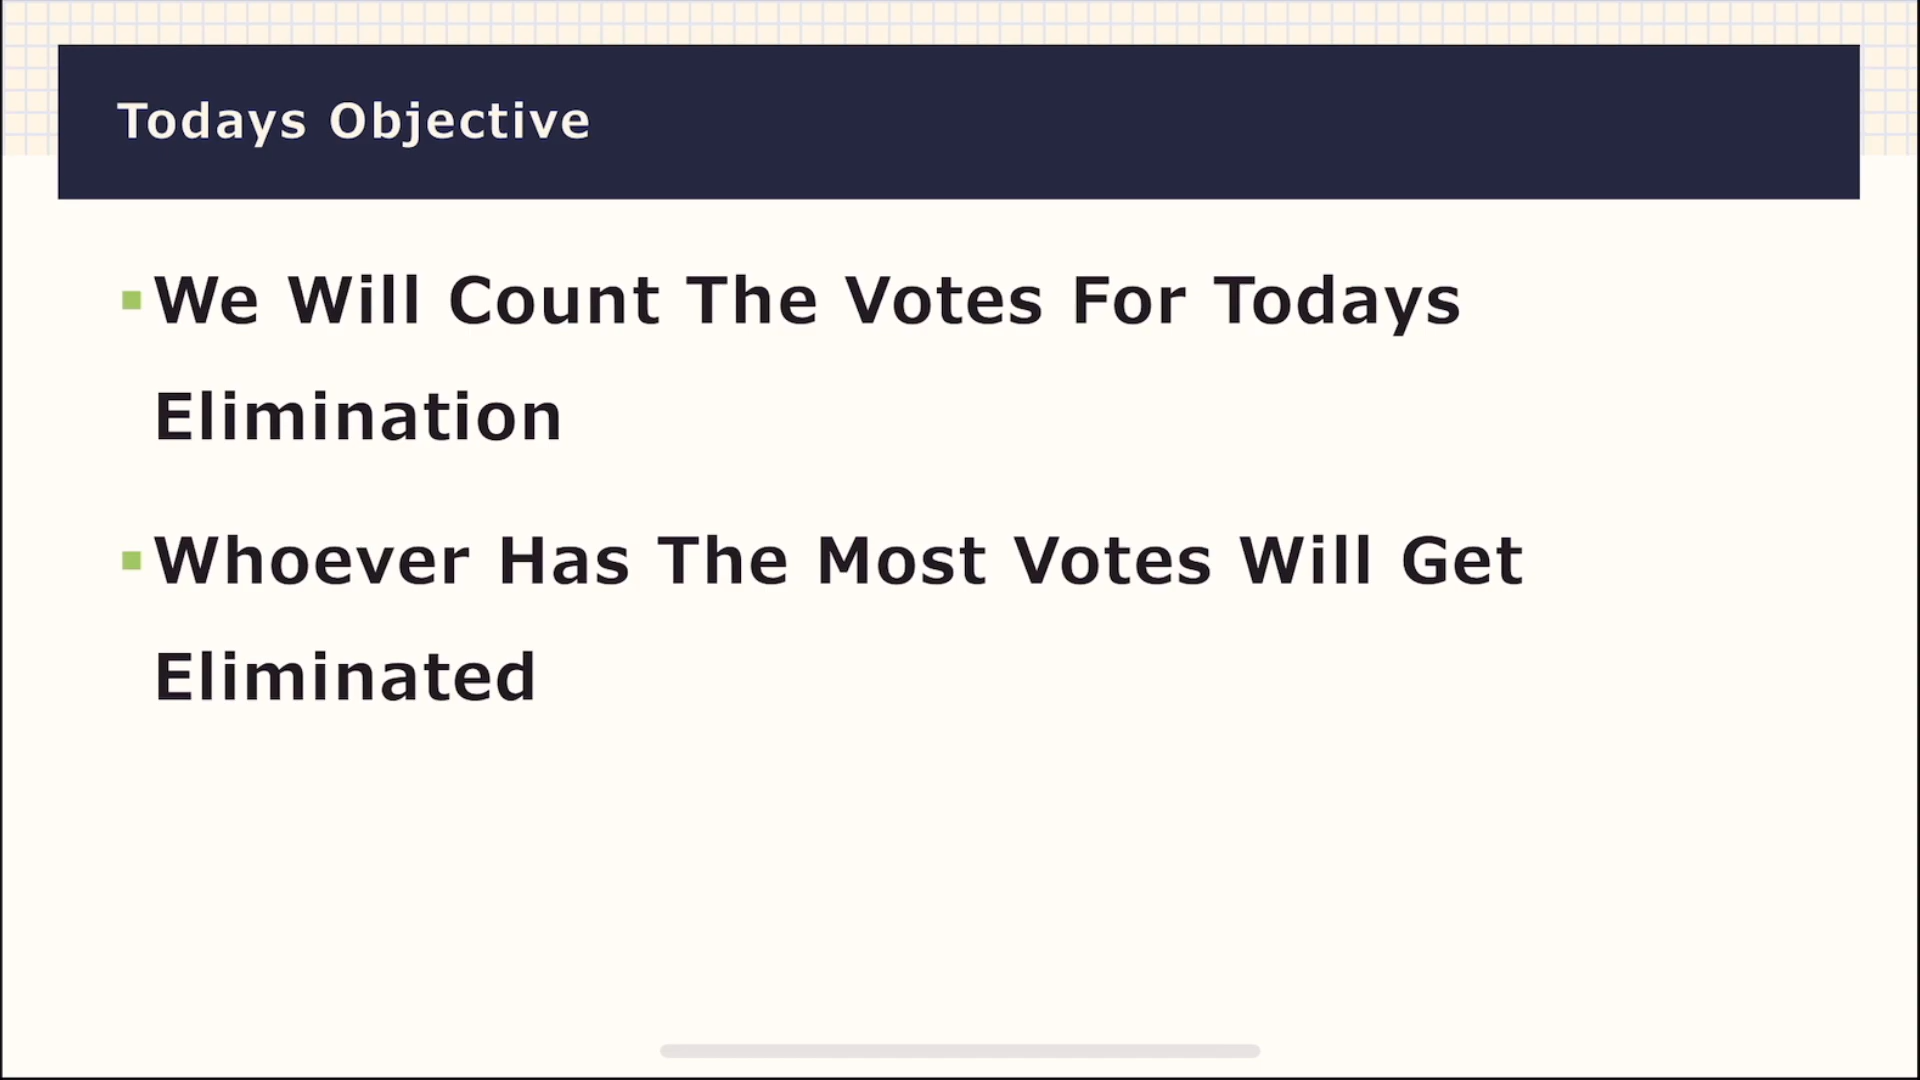 Todays Objective
We Will Count The Votes For Todays
Elimination
Whoever Has The Most Votes Will Get
Eliminated